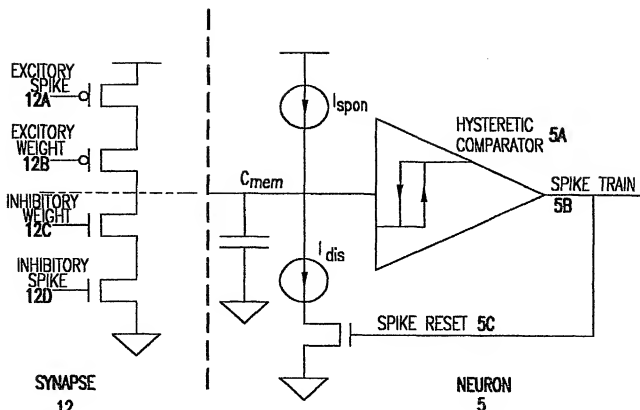 EXCITORY
SPIKE
12A
EXCITORY
WEIGHT
12B
INHIBITORY
WEIGHT
12C
INHIBITORY
SPIKE
12D
SYNAPSE
12
Ispon
Cmem
Idis
HYSTERETIC 5A
COMPARATOR
SPIKE TRAIN
5B
SPIKE RESET 5C
NEURON
5